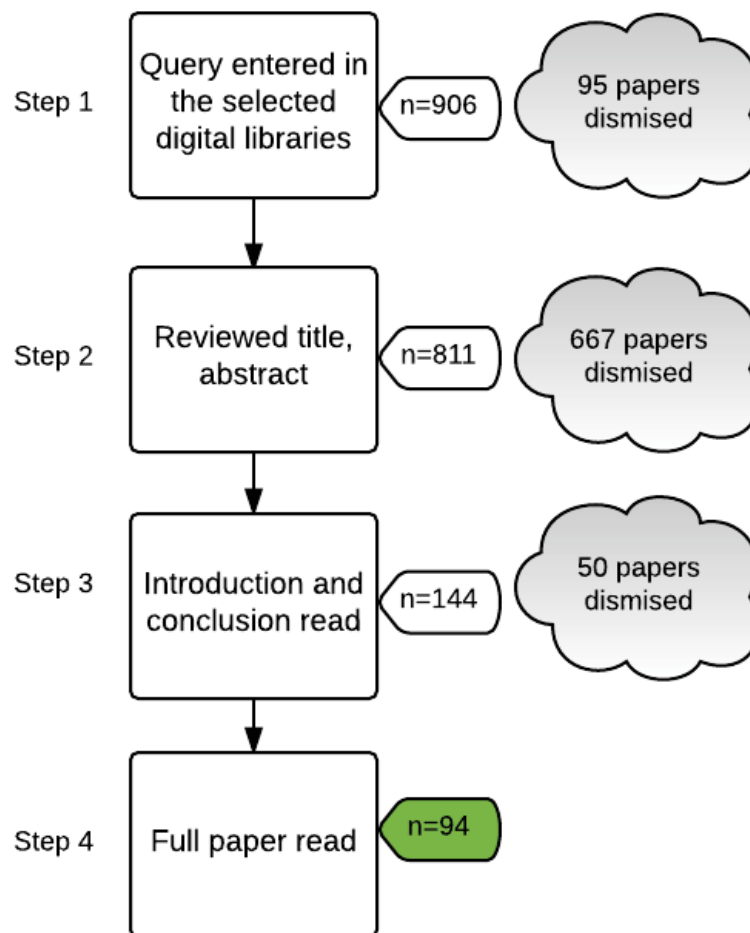 Step 1
Query entered in
the selected
digital libraries
n=906
95 papers
dismised
Step 2
Reviewed title,
abstract
n=811
667 papers
dismised
Step 3
Introduction and
conclusion read
n=144
50 papers
dismised
Step 4
Full paper read
n=94